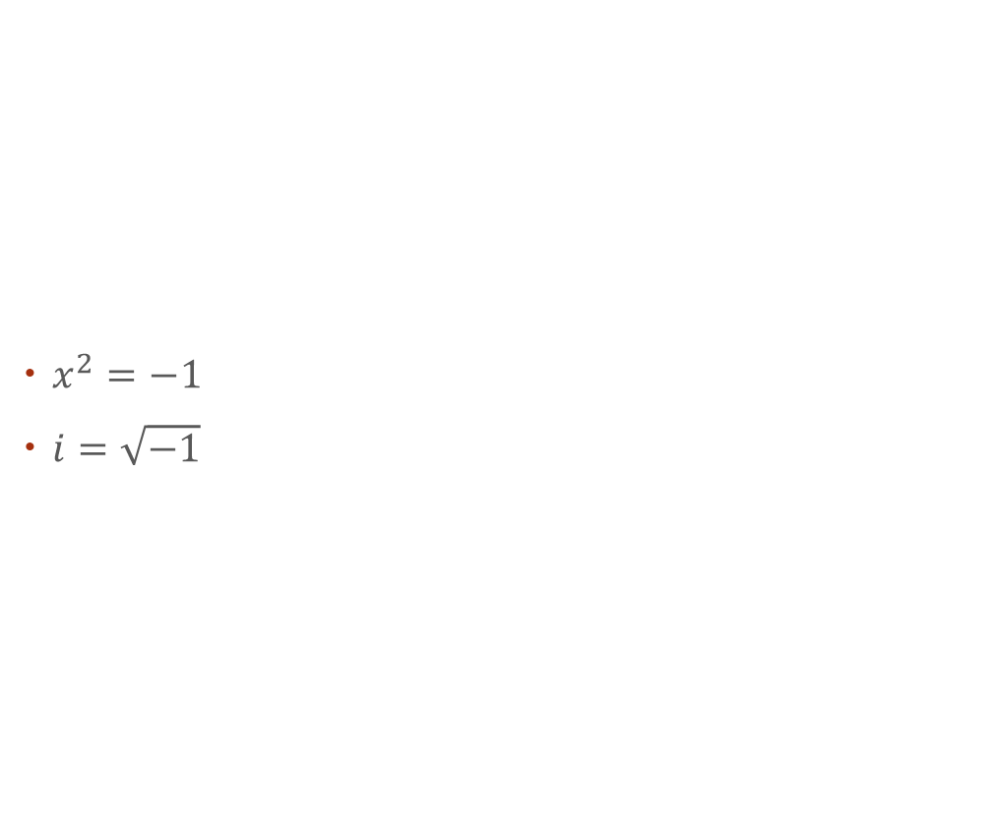 • x² = −1
• i = √−1